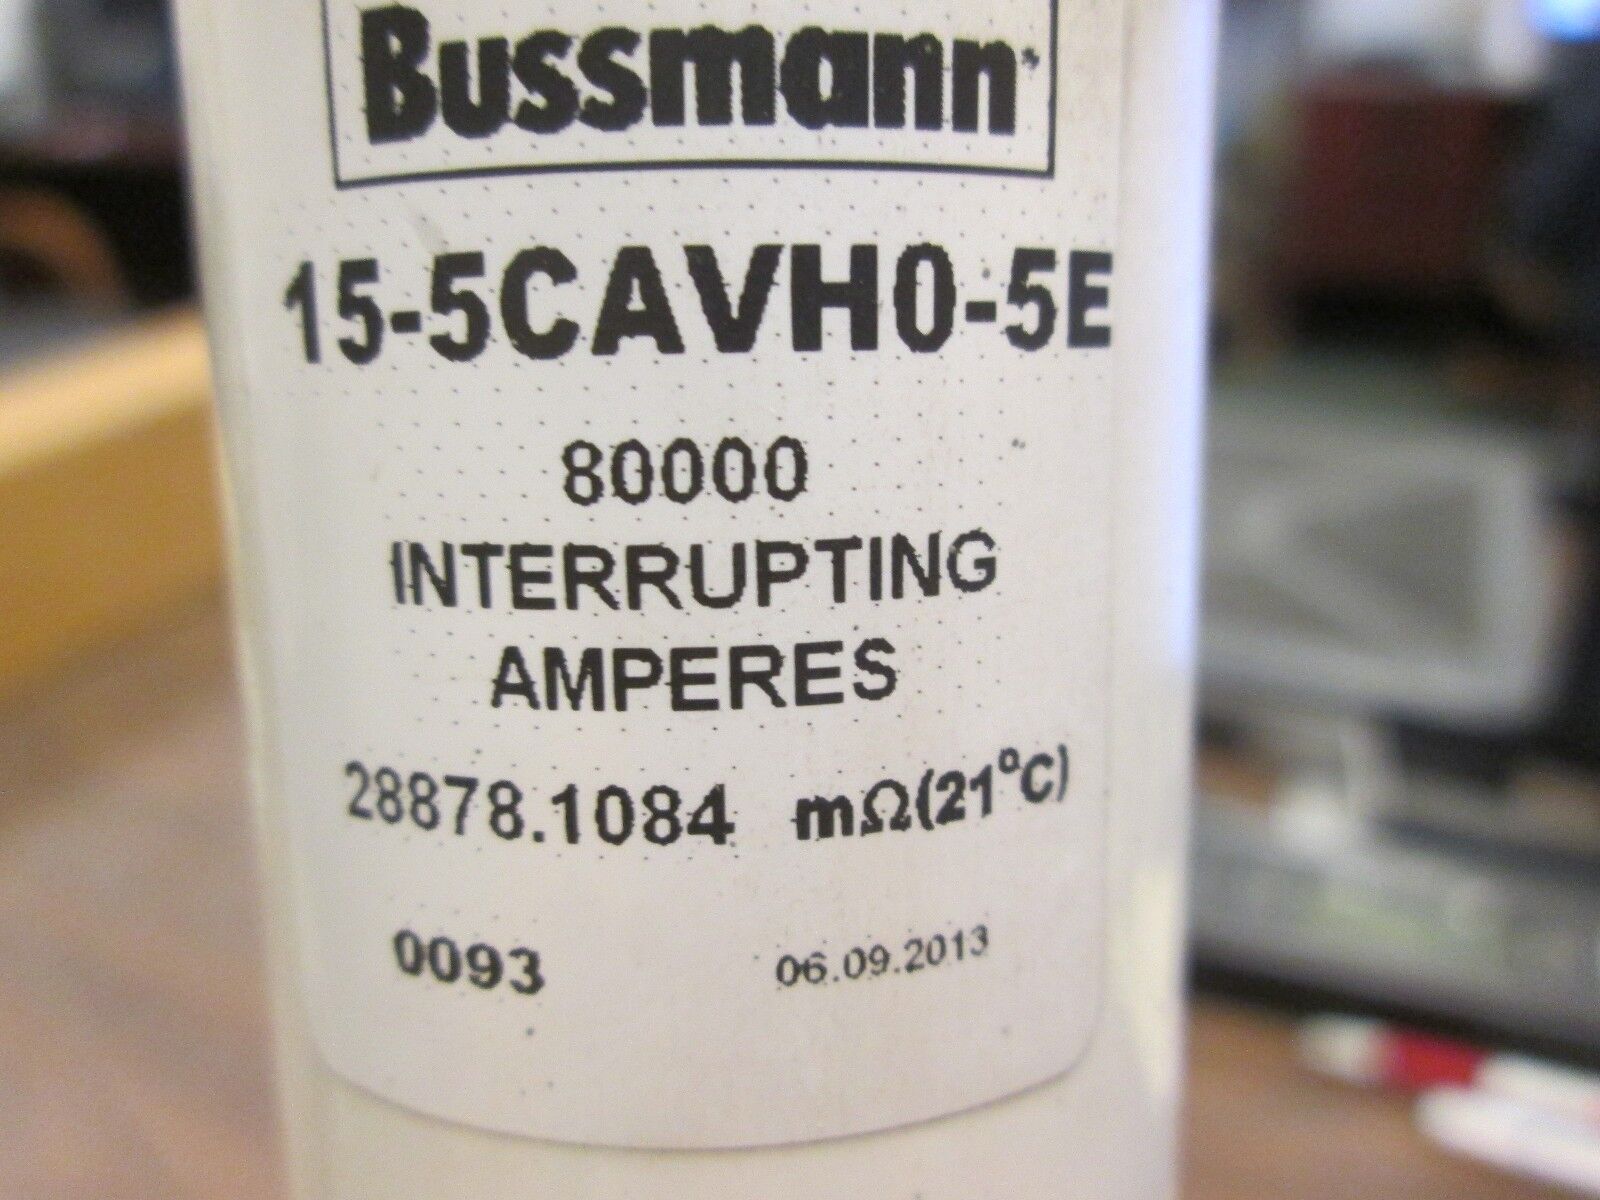 Bussmann
15-5CAVH0-5E
80000
INTERRUPTING
AMPERES
28878.1084 mΩ(21°C)
0093 06.09.2013